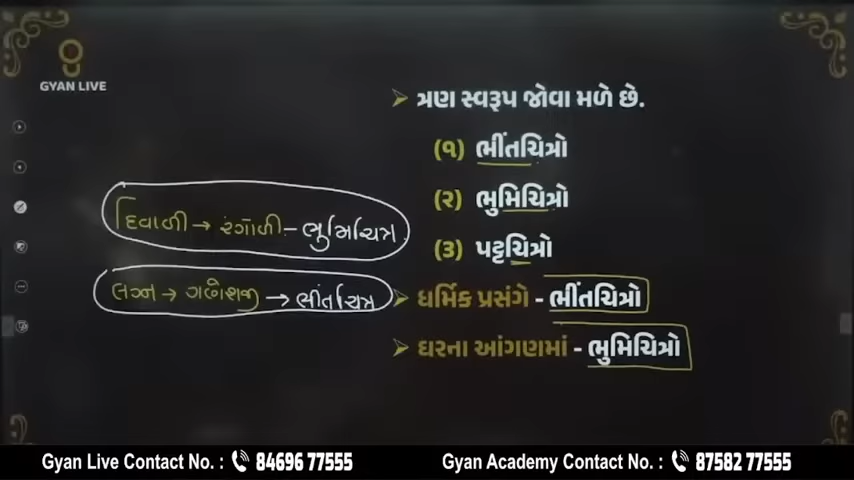 GYAN LIVE
ત્રણ સ્વરૂપ જોવા મળે છે.
(૧) ભીંતચિત્રો
(૨) ભુમિચિત્રો
(૩) પટ્ટચિત્રો
ધર્મિક પ્રસંગે - ભીંતચિત્રો
ઘરના આંગણમાં - ભુમિચિત્રો
દિવાળી → રંગોળી - ભુમિચિત્ર
લગ્ન → ગણેશજી → ભીંતચિત્ર
Gyan Live Contact No. : 84696 77555
Gyan Academy Contact No. : 87582 77555